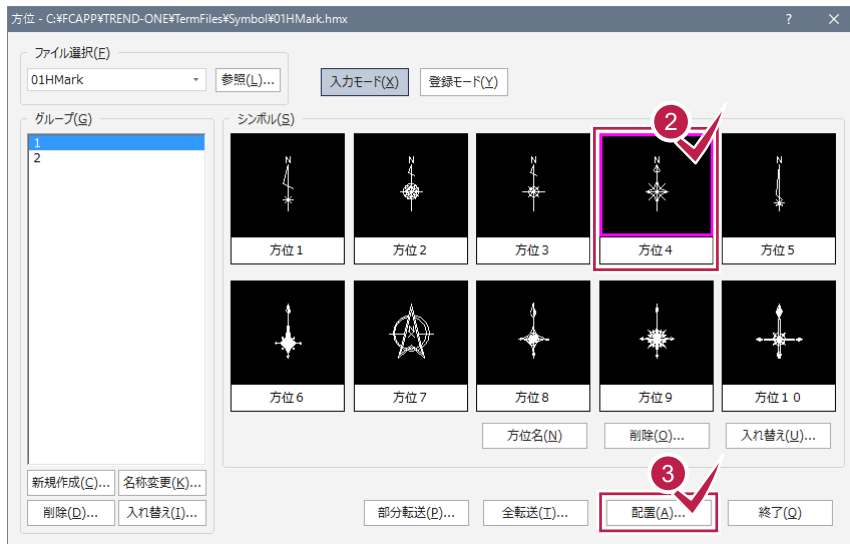 方位 - C:¥FCAPP¥TREND-ONE¥TermFiles¥Symbol¥01HMark.hmx ? ×
ファイル選択(F)
01HMark 参照(L)... 入力モード(X) 登録モード(Y)
グループ(G)
1
2
シンボル(S)
2
N N N N N
方位1 方位2 方位3 方位4 方位5
N
方位6 方位7 方位8 方位9 方位10
方位名(N) 削除(O)... 入れ替え(U)...
新規作成(C)... 名称変更(K)...
削除(D)... 入れ替え(I)...
3
部分転送(P)... 全転送(T)... 配置(A)... 終了(Q)